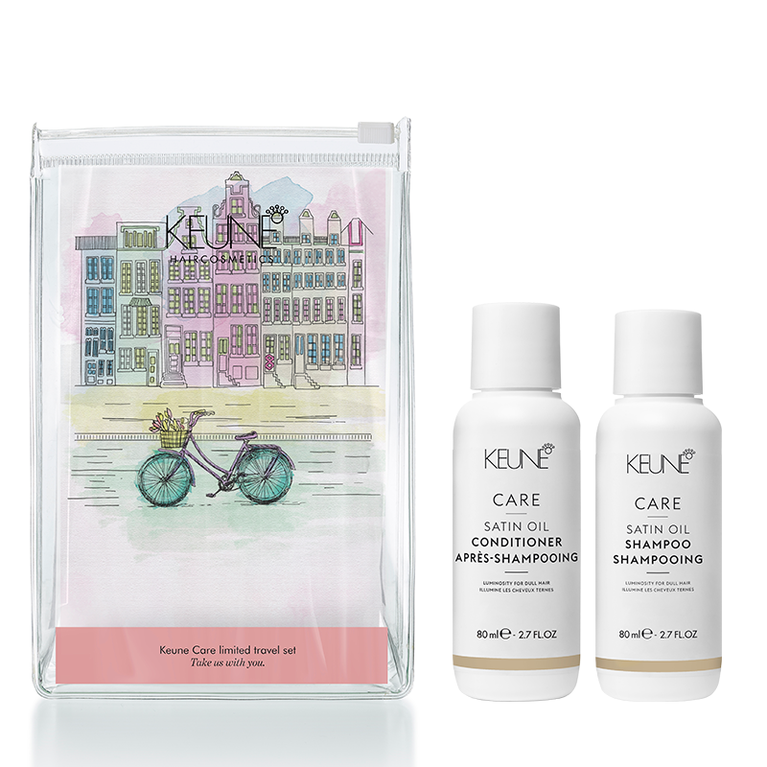 KEUNE
HAIRCOSMETICS
Keune Care limited travel set
Take us with you.
KEUNE
CARE
SATIN OIL
CONDITIONER
APRÈS-SHAMPOOING
LUMINOSITY FOR DULL HAIR
ILLUMINE LES CHEVEUX TERNES
80 ml ℮ - 2.7 FL.OZ
KEUNE
CARE
SATIN OIL
SHAMPOO
SHAMPOOING
LUMINOSITY FOR DULL HAIR
ILLUMINE LES CHEVEUX TERNES
80 ml ℮ - 2.7 FL.OZ